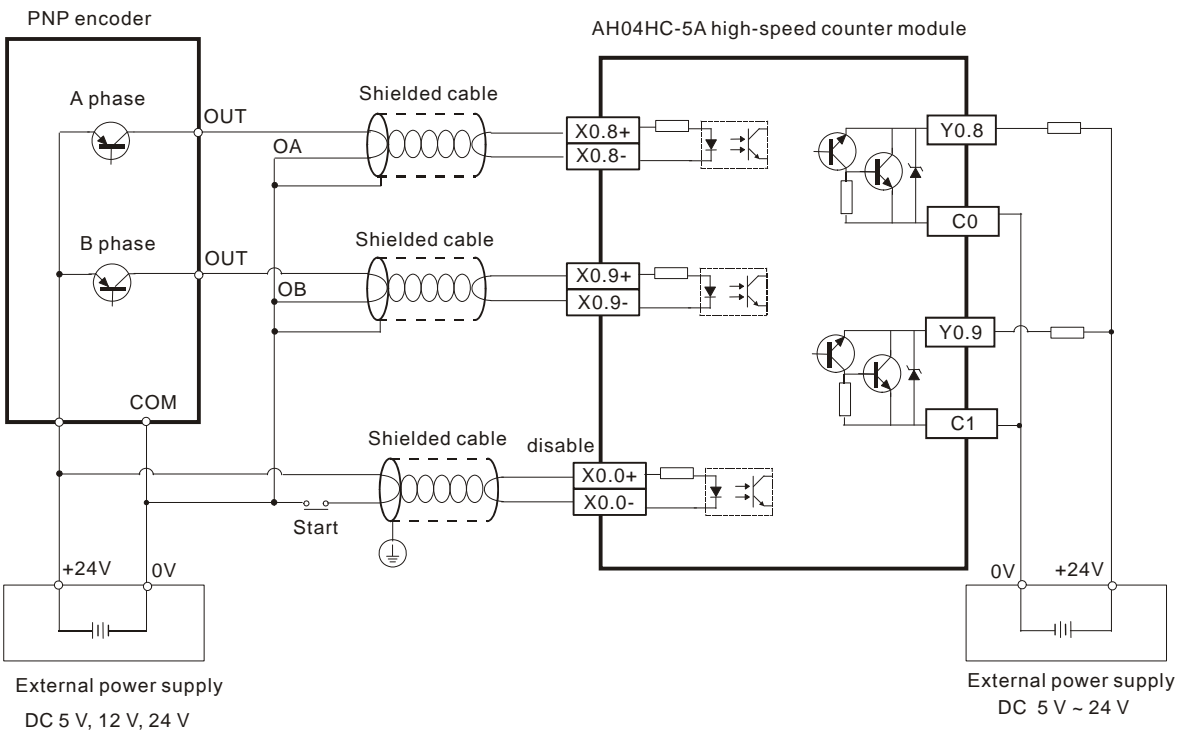 PNP encoder
AH04HC-5A high-speed counter module
A phase
OUT
Shielded cable
OA
X0.8+
X0.8-
Y0.8
C0
B phase
OUT
Shielded cable
OB
X0.9+
X0.9-
Y0.9
C1
COM
Shielded cable
disable
X0.0+
X0.0-
Start
+24V
0V
0V
+24V
External power supply
DC 5 V, 12 V, 24 V
External power supply
DC 5 V ~ 24 V